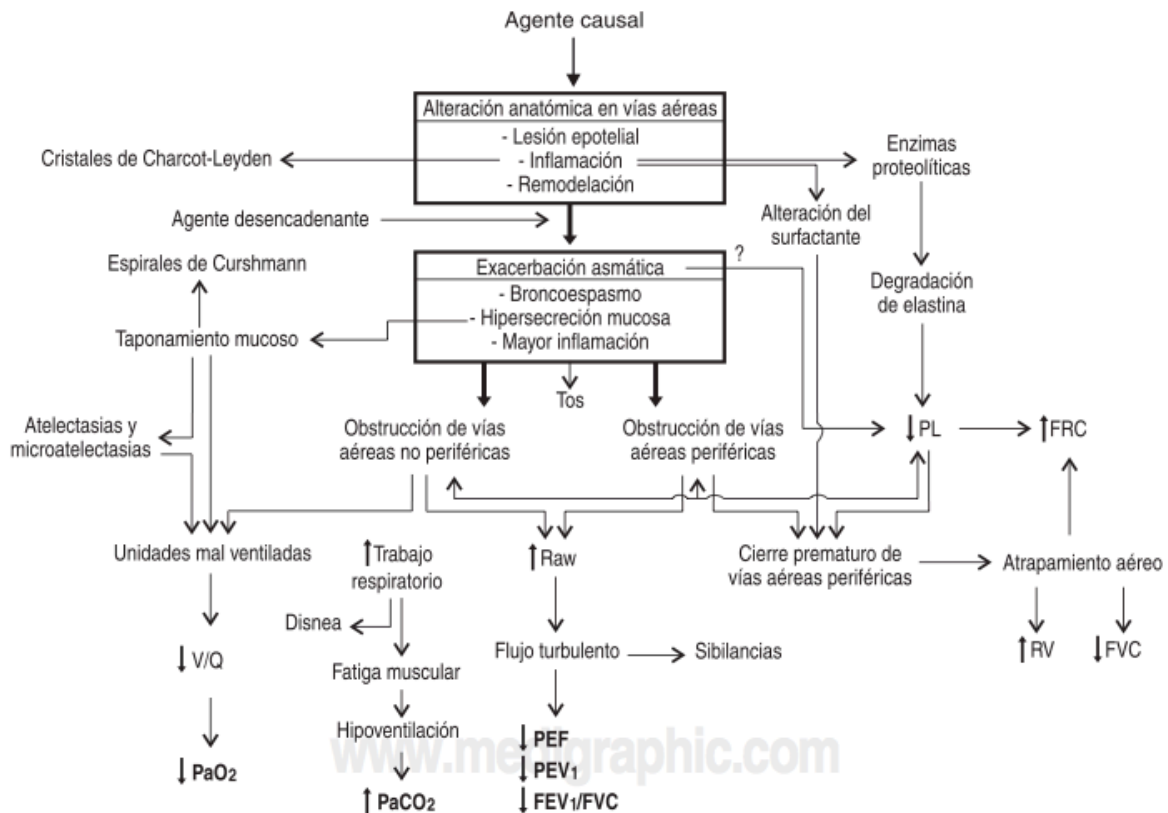 Agente causal
Alteración anatómica en vías aéreas
- Lesión epotelial
- Inflamación
- Remodelación
Cristales de Charcot-Leyden
Enzimas
proteolíticas
Agente desencadenante
Alteración del
surfactante
Espirales de Curshmann
?
Exacerbación asmática
- Broncoespasmo
- Hipersecreción mucosa
- Mayor inflamación
Degradación
de elastina
Taponamiento mucoso
Tos
Atelectasias y
microatelectasias
Obstrucción de vías
aéreas no periféricas
Obstrucción de vías
aéreas periféricas
↓ PL
↑ FRC
Unidades mal ventiladas
↑ Trabajo
respiratorio
↑ Raw
Cierre prematuro de
vías aéreas periféricas
Atrapamiento aéreo
Disnea
↓ V/Q
Fatiga muscular
Flujo turbulento
Sibilancias
↑ RV
↓ FVC
Hipoventilación
www.medigraphic.com
↓ PaO2
↑ PaCO2
↓ PEF
↓ PEV1
↓ FEV1/FVC